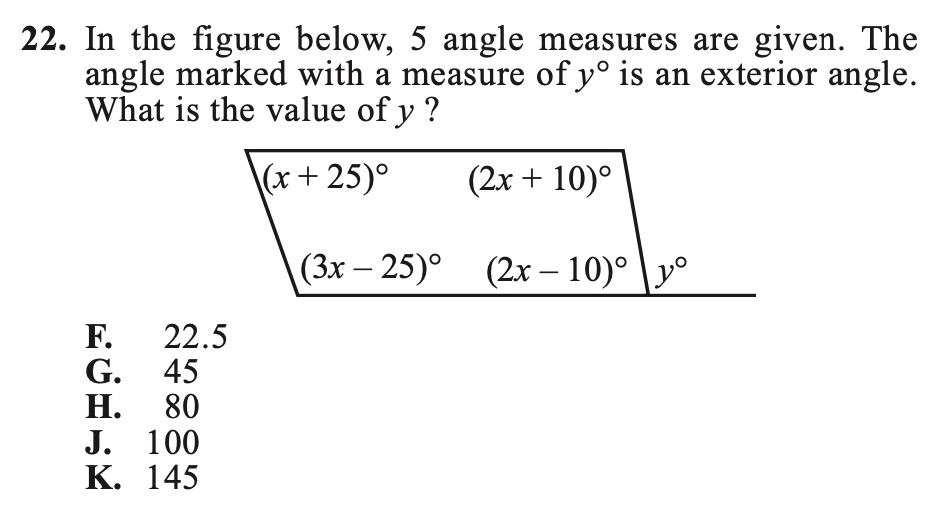 22. In the figure below, 5 angle measures are given. The
angle marked with a measure of y° is an exterior angle.
What is the value of y ?
(x + 25)° (2x + 10)°
(3x – 25)° (2x – 10)° y°
F. 22.5
G. 45
H. 80
J. 100
K. 145